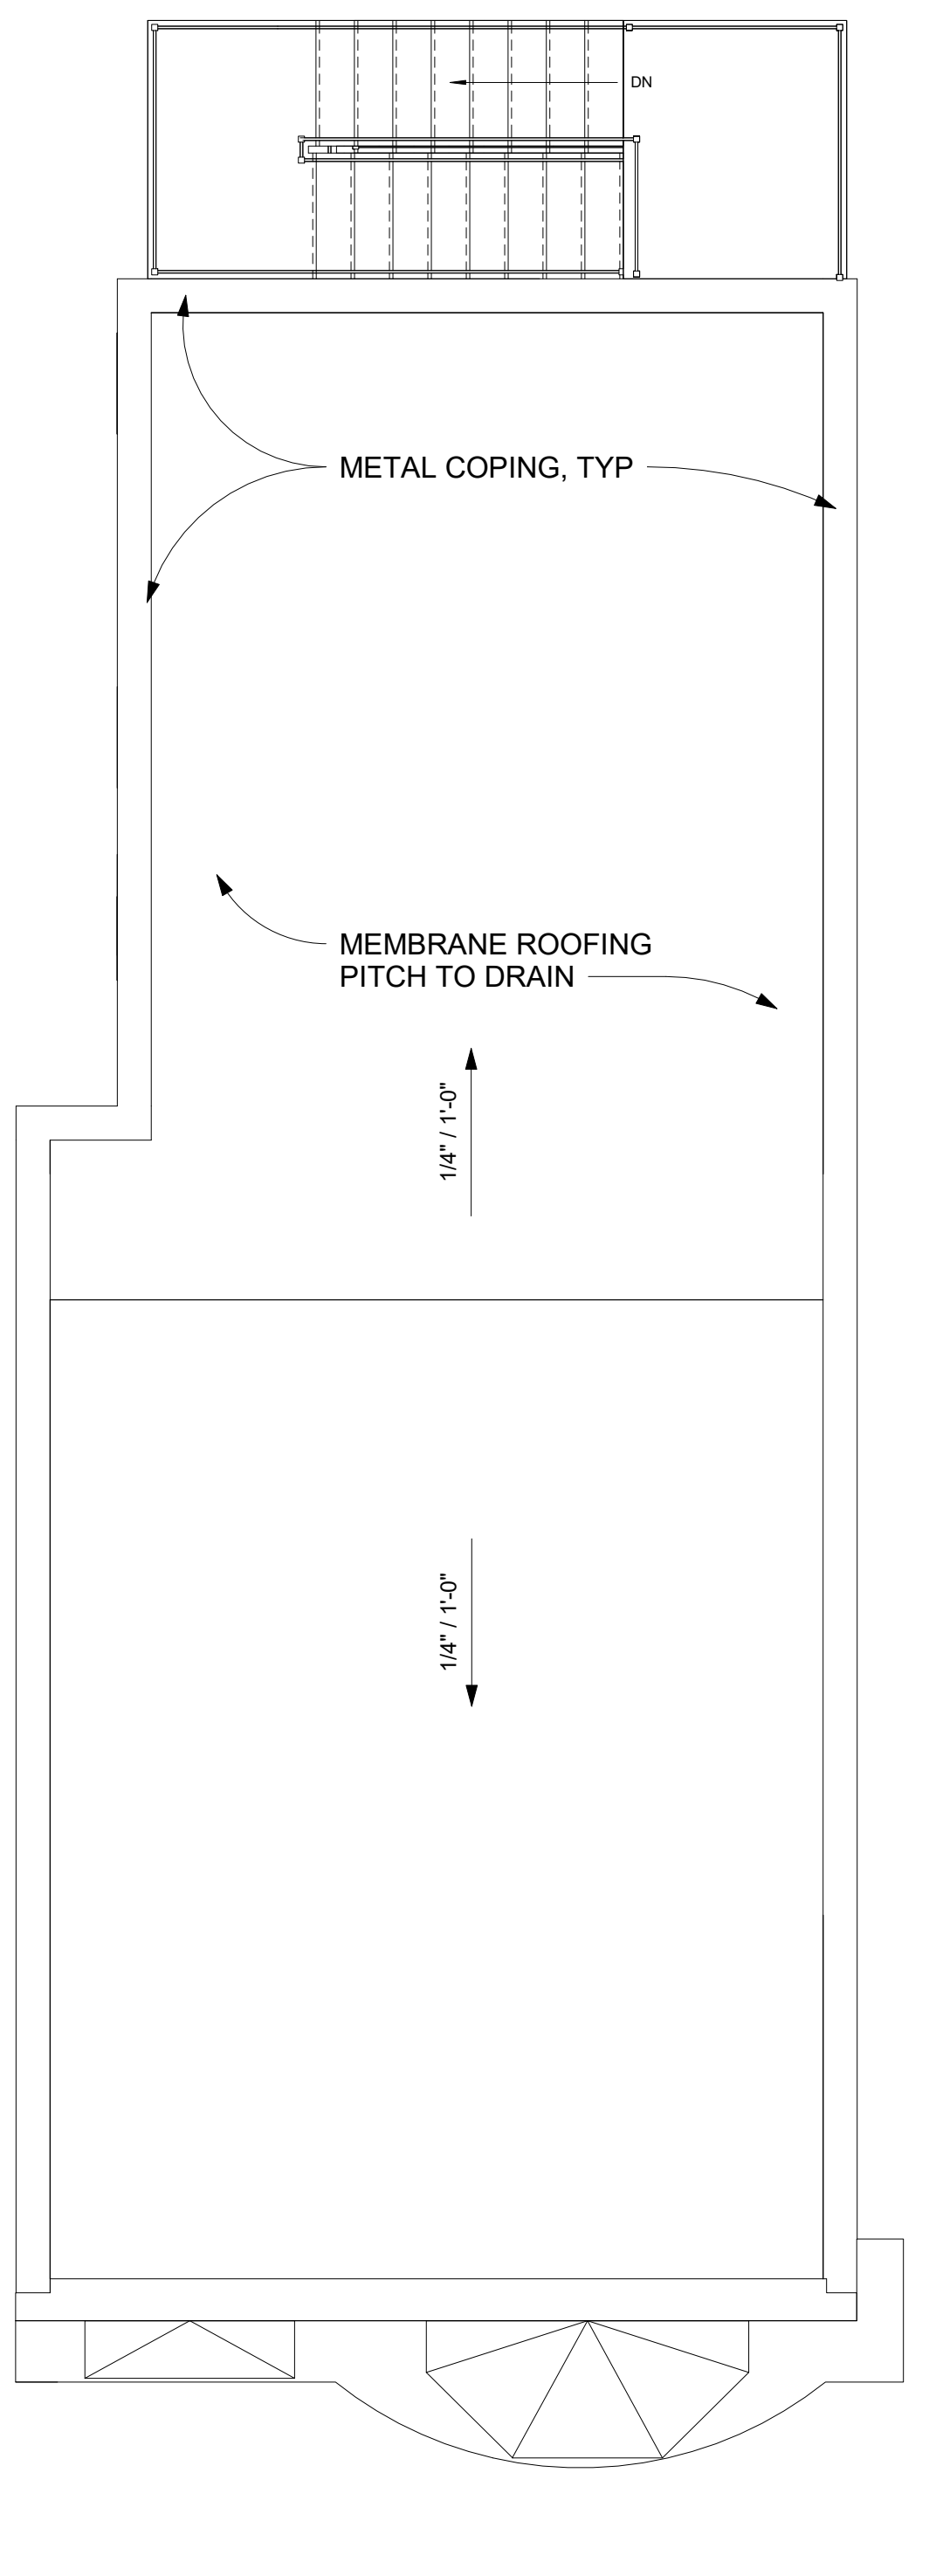 DN
METAL COPING, TYP
MEMBRANE ROOFING
PITCH TO DRAIN
1/4" / 1'-0"
1/4" / 1'-0"